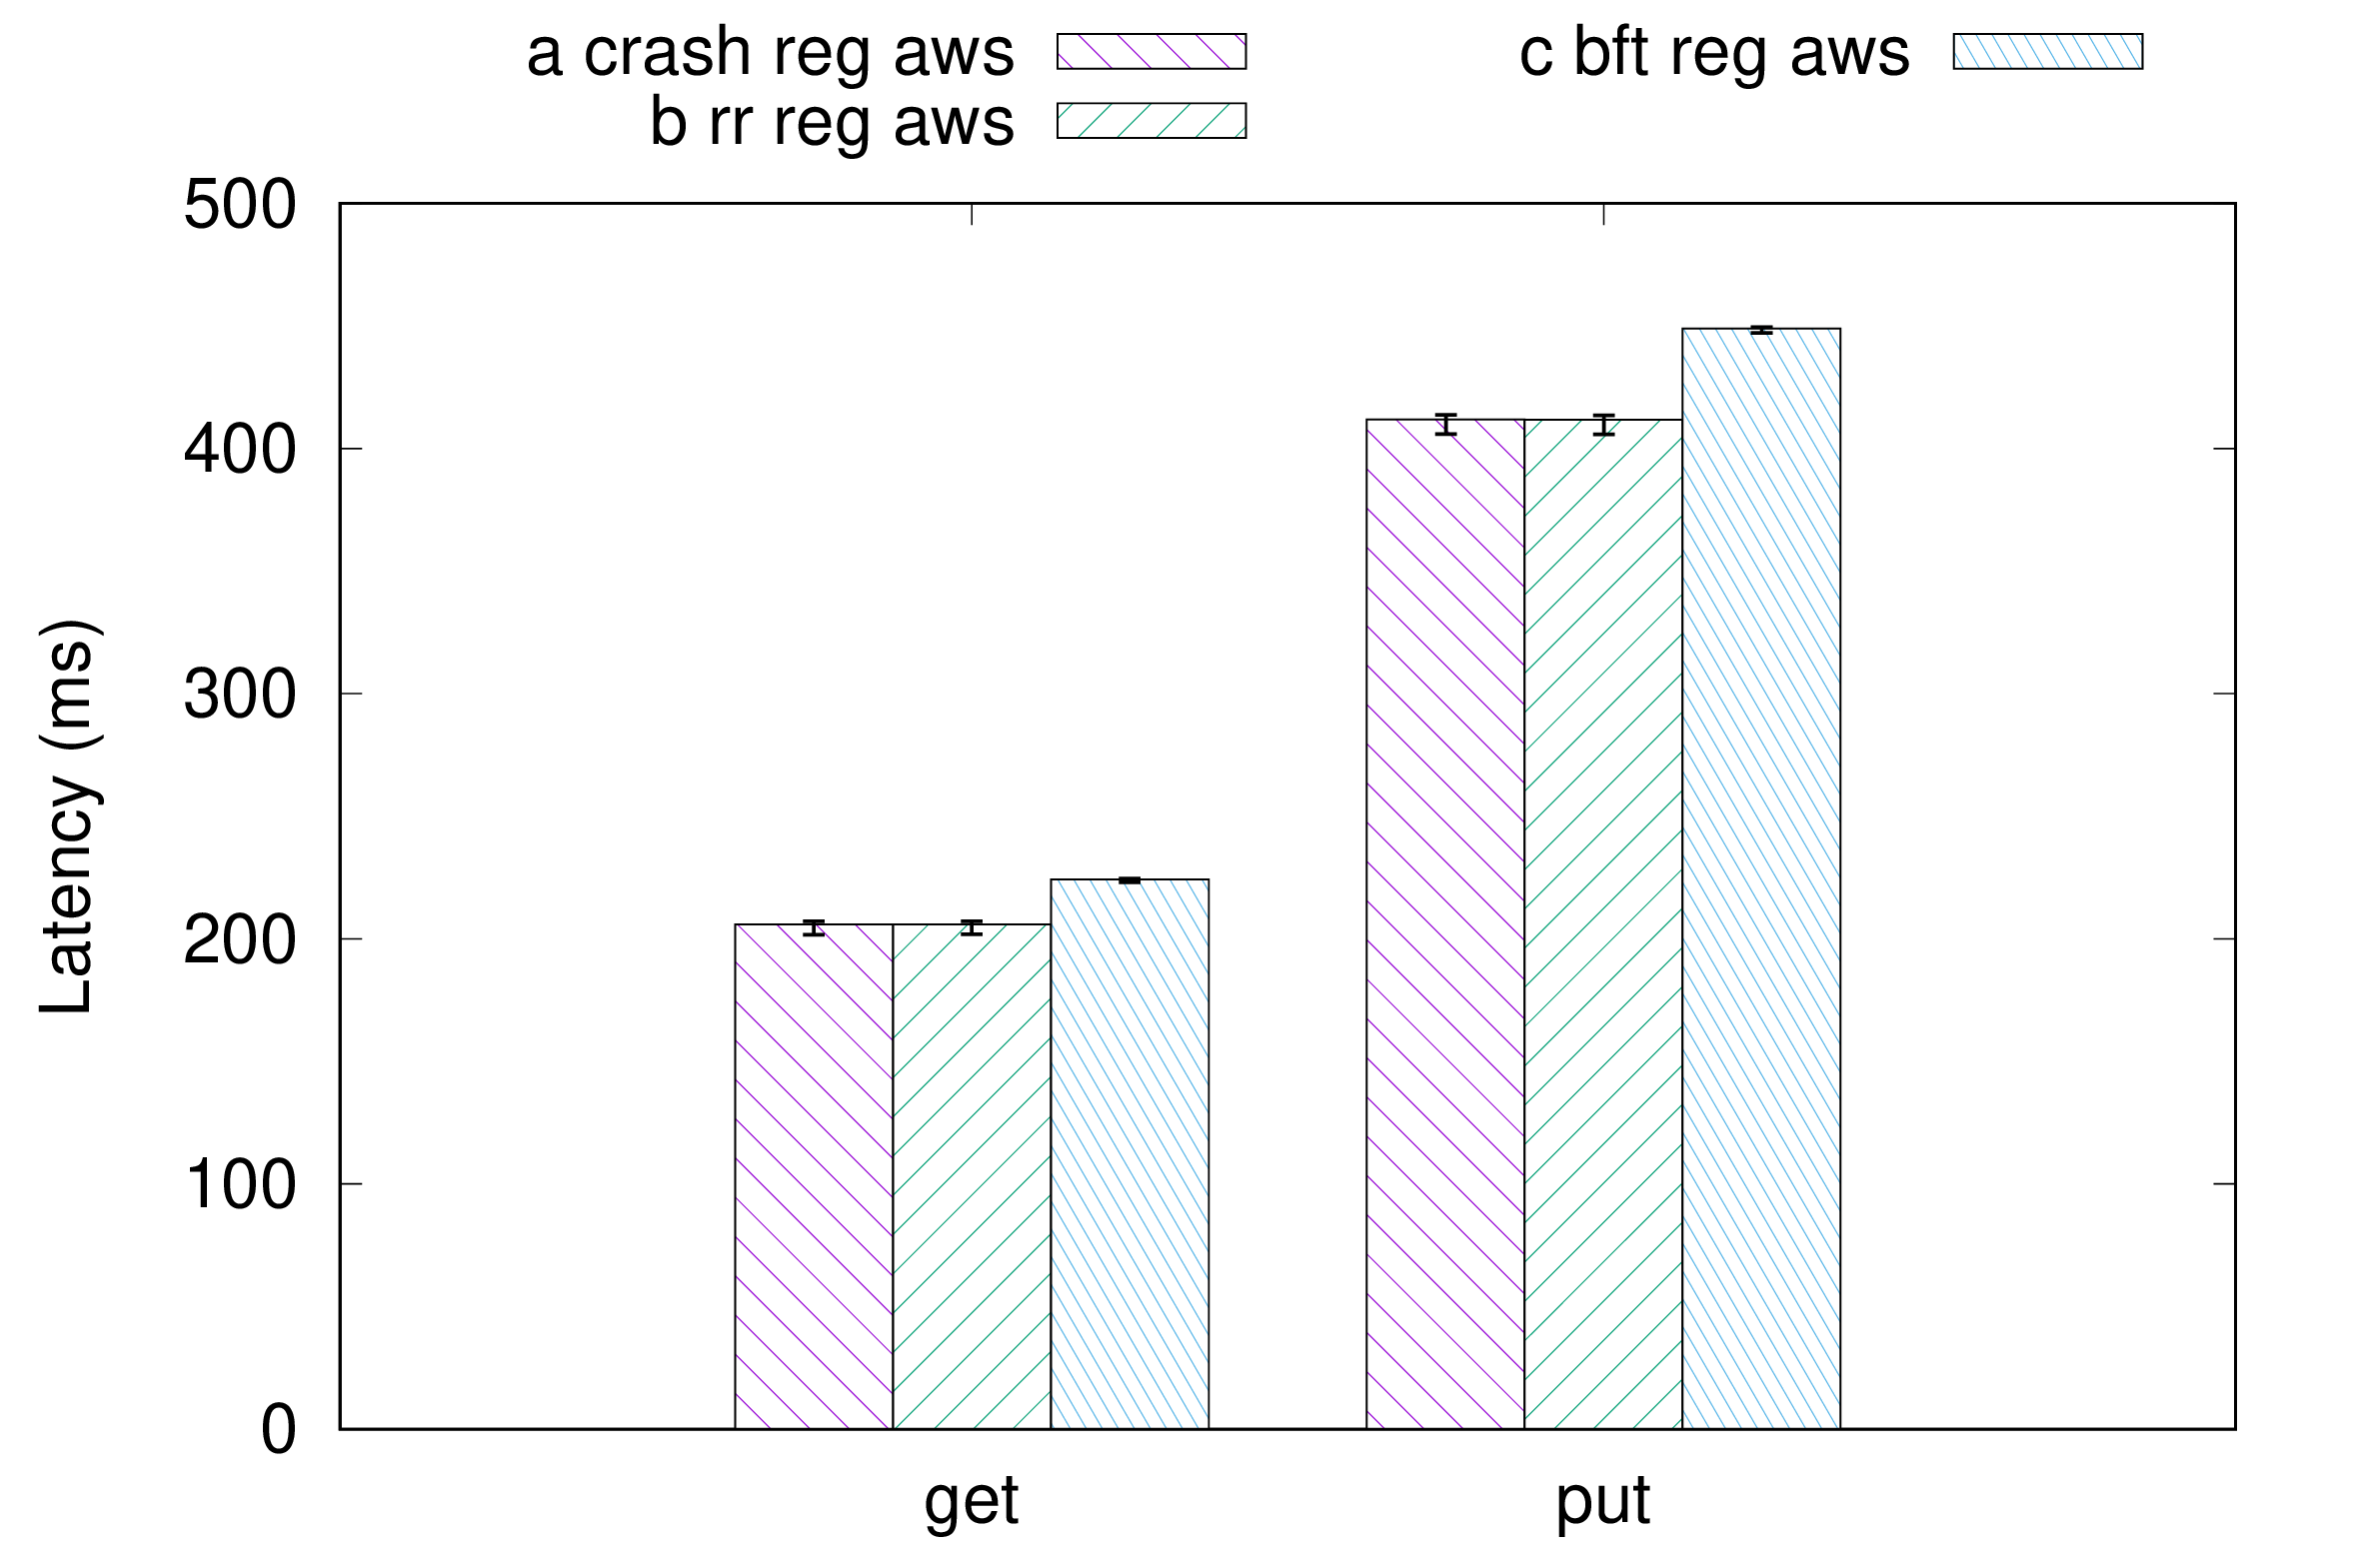 a crash reg aws
b rr reg aws
c bft reg aws
500
400
300
200
100
0
Latency (ms)
get
put